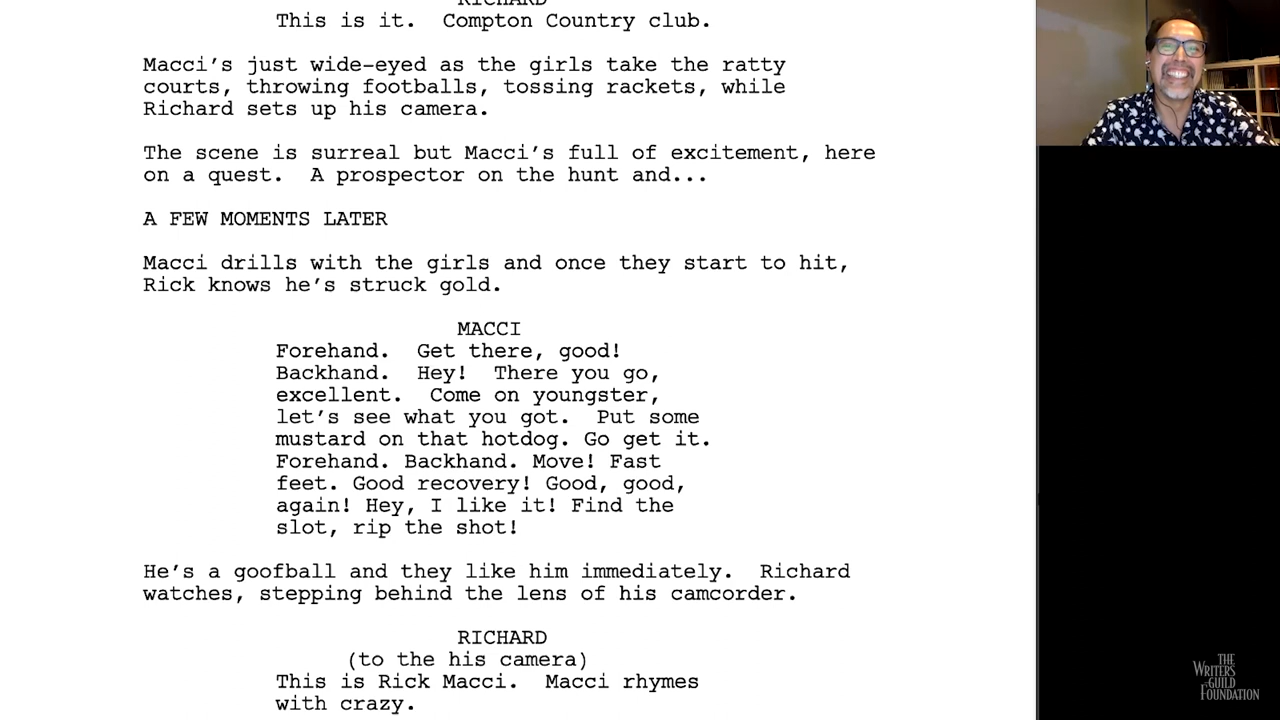 RICHARD
This is it.  Compton Country club.
Macci’s just wide-eyed as the girls take the ratty
courts, throwing footballs, tossing rackets, while
Richard sets up his camera.
The scene is surreal but Macci’s full of excitement, here
on a quest.  A prospector on the hunt and...
A FEW MOMENTS LATER
Macci drills with the girls and once they start to hit,
Rick knows he’s struck gold.
MACCI
Forehand.  Get there, good!
Backhand.  Hey!  There you go,
excellent.  Come on youngster,
let’s see what you got.  Put some
mustard on that hotdog. Go get it.
Forehand. Backhand. Move! Fast
feet. Good recovery! Good, good,
again! Hey, I like it! Find the
slot, rip the shot!
He’s a goofball and they like him immediately.  Richard
watches, stepping behind the lens of his camcorder.
RICHARD
(to the his camera)
This is Rick Macci.  Macci rhymes
with crazy.
THE
WRITERS
GUILD
FOUNDATION